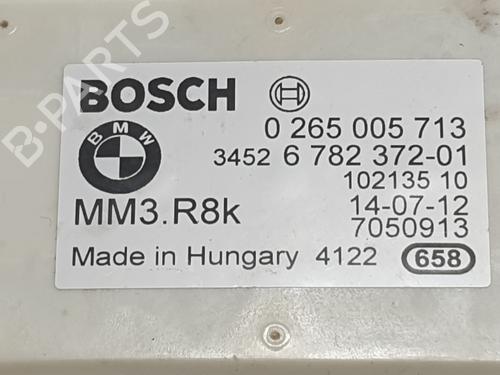 B-PARTS
BOSCH
0 265 005 713
BMW
3452 6 782 372-01
102135 10
MM3.R8k
14-07-12
7050913
Made in Hungary 4122 658